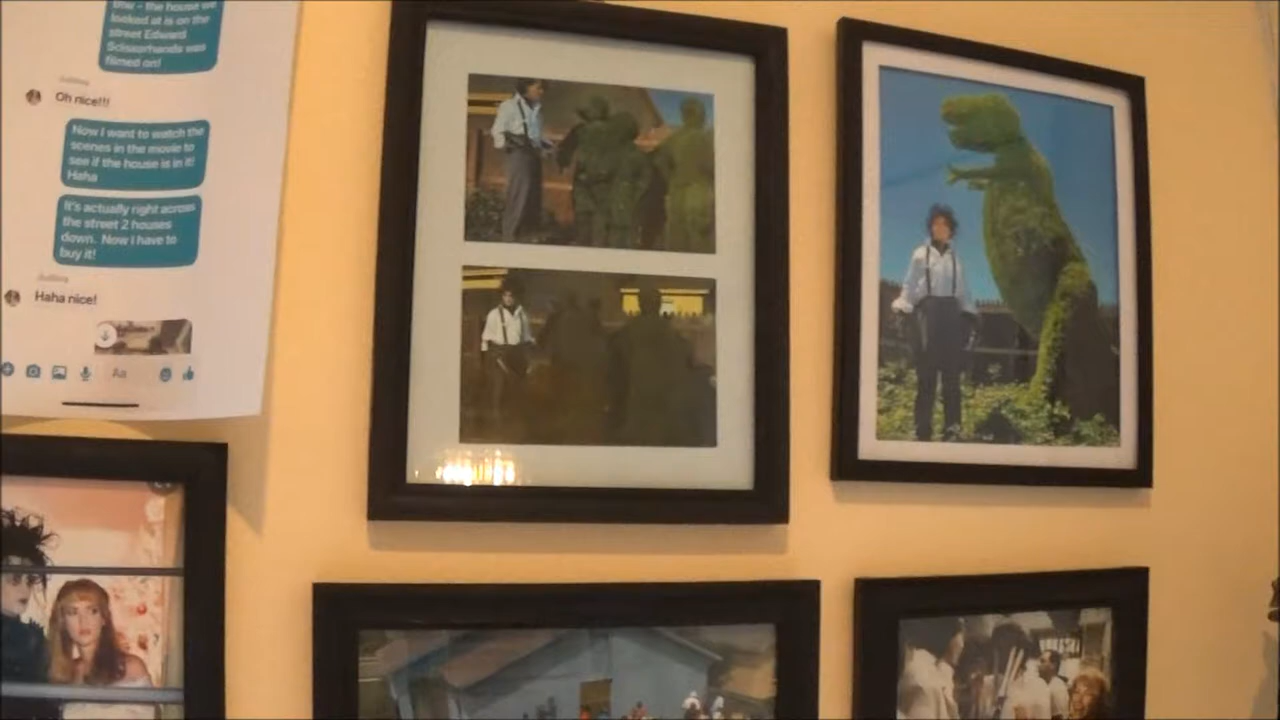 btw - the house we
looked at is on the
street Edward
Scissorhands was
filmed on!
Oh nice!!!
Now I want to watch the
scenes in the movie to
see if the house is in it!
Haha
It's actually right across
the street 2 houses
down. Now I have to
buy it!
Haha nice!
Aa